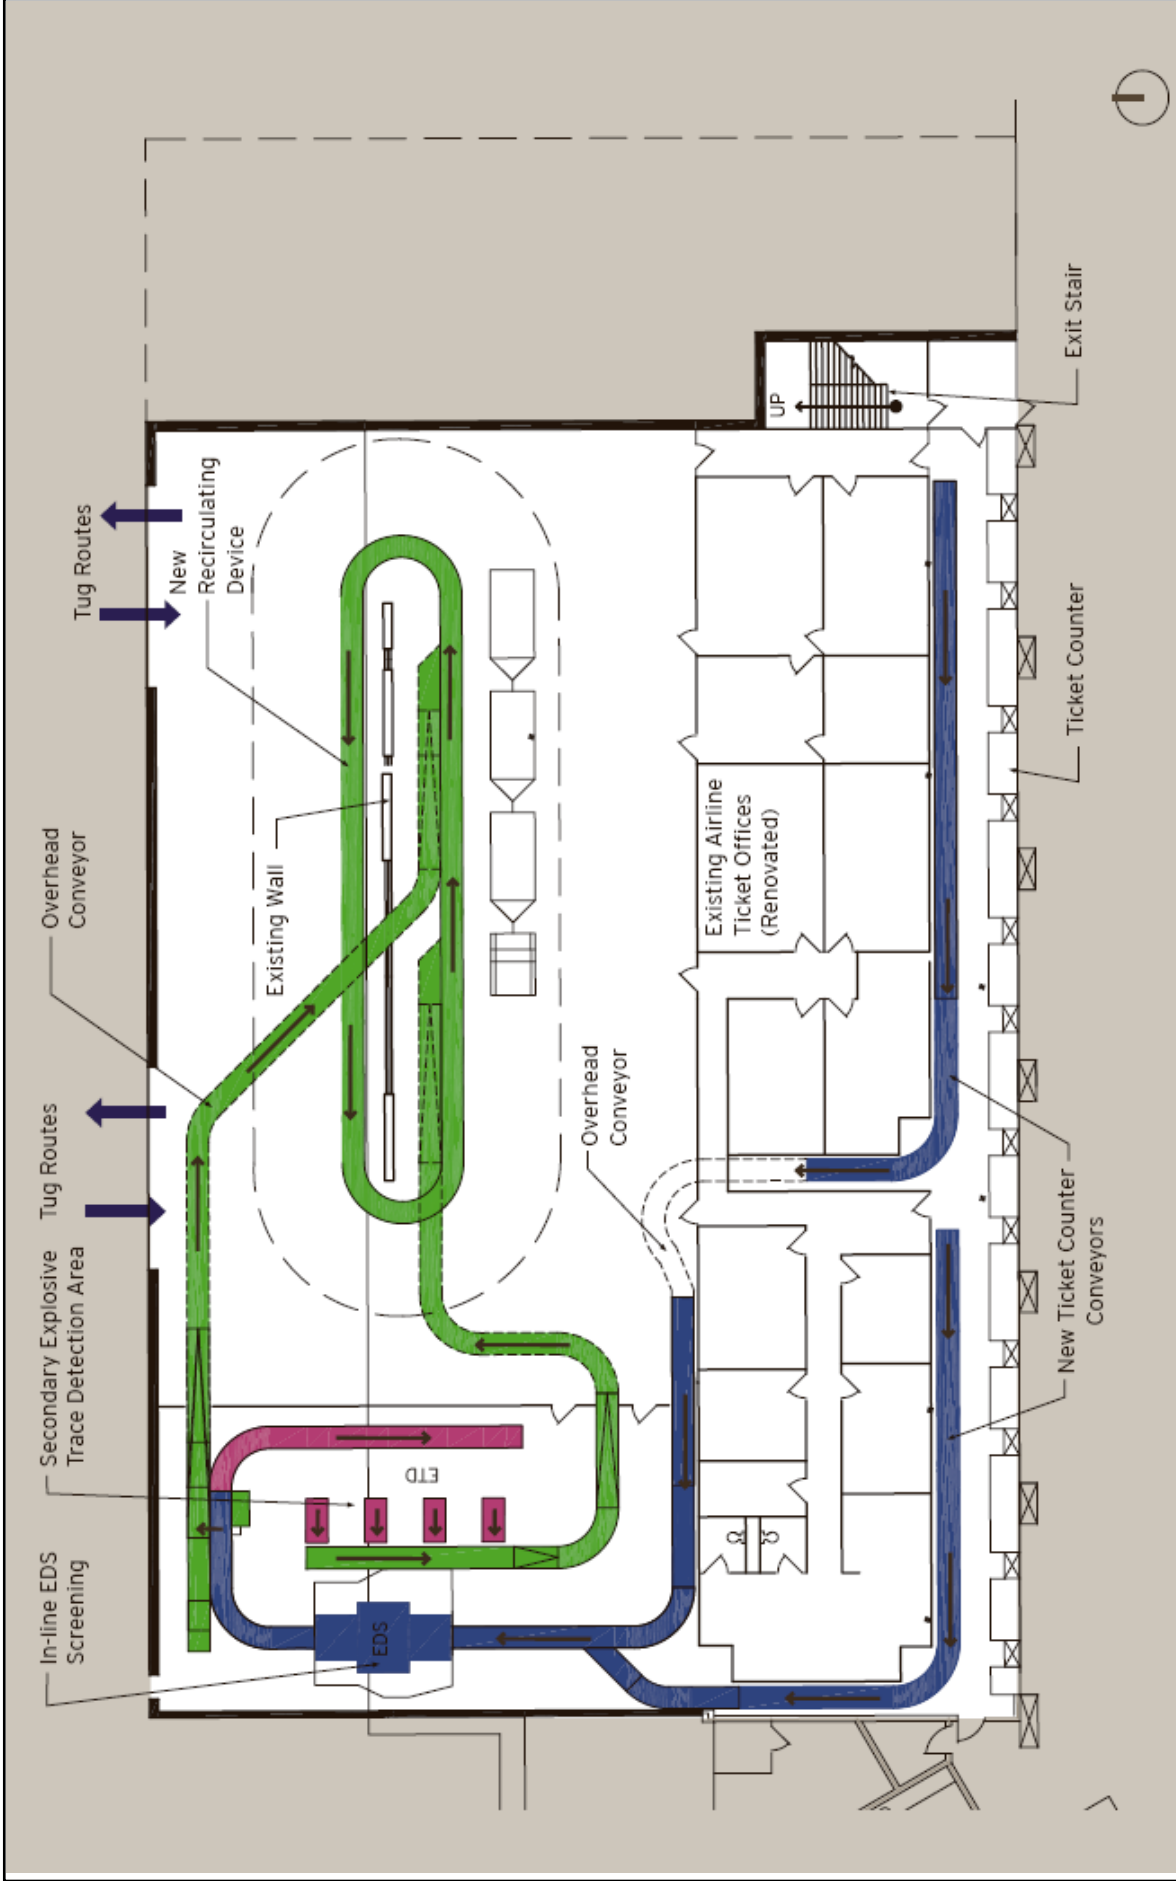 In-line EDS
Screening
Secondary Explosive
Trace Detection Area
Tug Routes
Overhead
Conveyor
Tug Routes
New
Recirculating
Device
Existing Wall
ETD
EDS
Overhead
Conveyor
Existing Airline
Ticket Offices
(Renovated)
UP
Exit Stair
New Ticket Counter
Conveyors
Ticket Counter